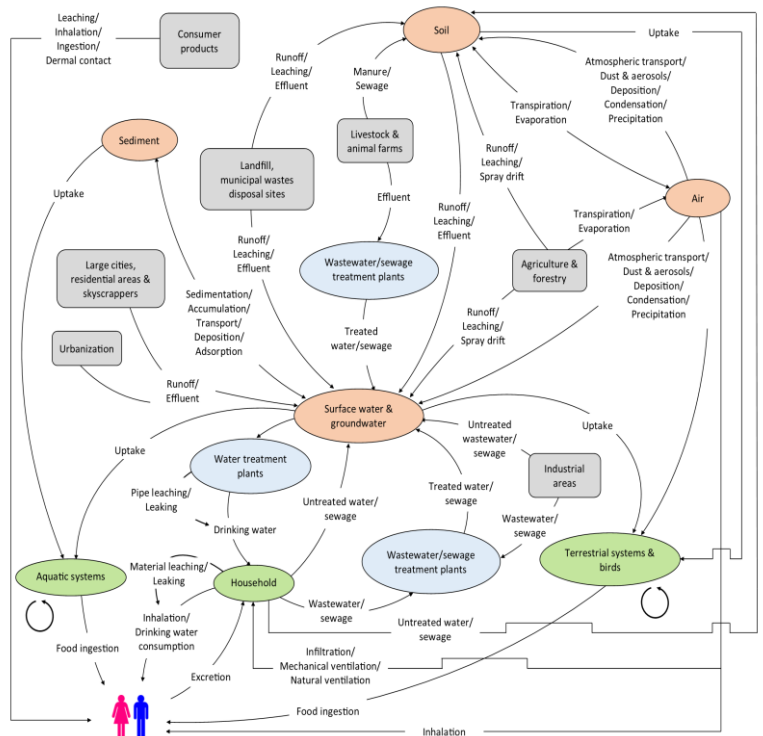 Leaching/
Inhalation/
Ingestion/
Dermal contact
Consumer
products
Soil
Uptake
Runoff/
Leaching/
Effluent
Manure/
Sewage
Atmospheric transport/
Dust & aerosols/
Deposition/
Condensation/
Precipitation
Transpiration/
Evaporation
Sediment
Livestock &
animal farms
Landfill,
municipal wastes
disposal sites
Runoff/
Leaching/
Spray drift
Uptake
Effluent
Air
Runoff/
Leaching/
Effluent
Transpiration/
Evaporation
Runoff/
Leaching/
Effluent
Large cities,
residential areas &
skyscrappers
Wastewater/sewage
treatment plants
Agriculture &
forestry
Atmospheric transport/
Dust & aerosols/
Deposition/
Condensation/
Precipitation
Sedimentation/
Accumulation/
Transport/
Deposition/
Adsorption
Runoff/
Leaching/
Spray drift
Urbanization
Treated
water/sewage
Runoff/
Effluent
Surface water &
groundwater
Untreated
wastewater/
sewage
Uptake
Uptake
Water treatment
plants
Industrial
areas
Pipe leaching/
Leaking
Untreated water/
sewage
Treated water/
sewage
Drinking water
Wastewater/
sewage
Aquatic systems
Material leaching/
Leaking
Household
Wastewater/sewage
treatment plants
Terrestrial systems &
birds
Wastewater/
sewage
Inhalation/
Drinking water
consumption
Untreated water/
sewage
Food ingestion
Infiltration/
Mechanical ventilation/
Natural ventilation
Excretion
Food ingestion
Inhalation